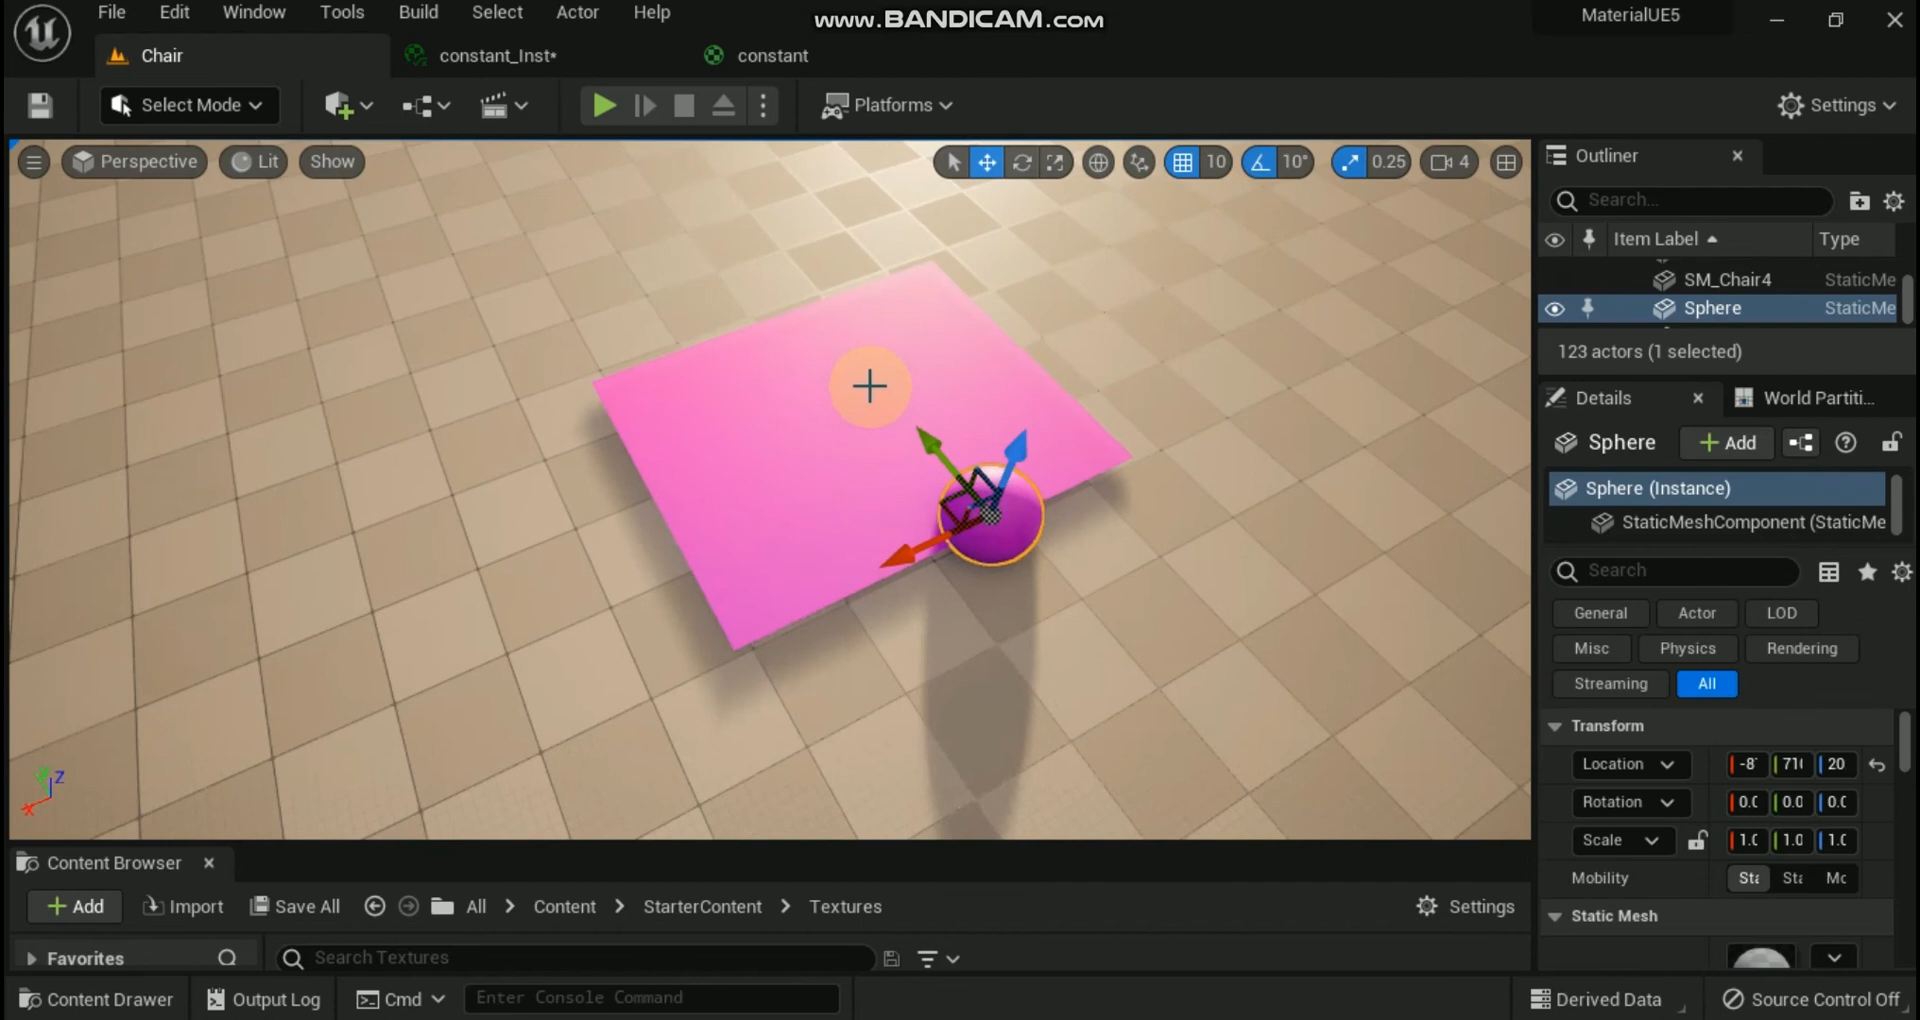 File Edit Window Tools Build Select Actor Help
www.BANDICAM.com
MaterialUE5
Chair
constant_Inst*
constant
Select Mode
Platforms
Settings
Perspective
Lit
Show
10
10°
0.25
4
Outliner
Search...
Item Label
Type
SM_Chair4
StaticMe
Sphere
StaticMe
123 actors (1 selected)
Details
World Partiti...
Sphere
Add
Sphere (Instance)
StaticMeshComponent (StaticMe
Search
General
Actor
LOD
Misc
Physics
Rendering
Streaming
All
Transform
Location
20
Rotation
Scale
Mobility
Static Mesh
Z
X
Content Browser
Add
Import
Save All
All
Content
StarterContent
Textures
Settings
Favorites
Search Textures
Content Drawer
Output Log
Cmd
Enter Console Command
Derived Data
Source Control Off